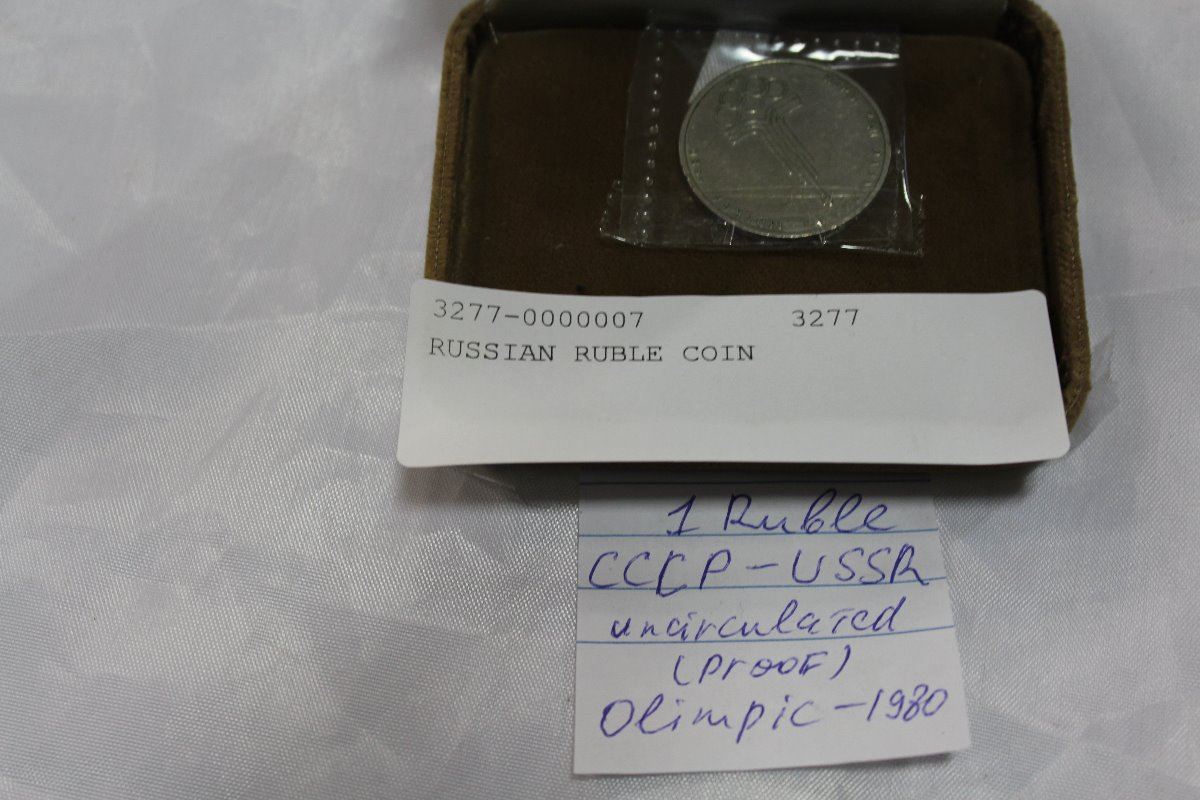 3277-0000007 3277
RUSSIAN RUBLE COIN
1 Ruble
CCCP - USSR
uncirculated
(PROOF)
Olimpic - 1980